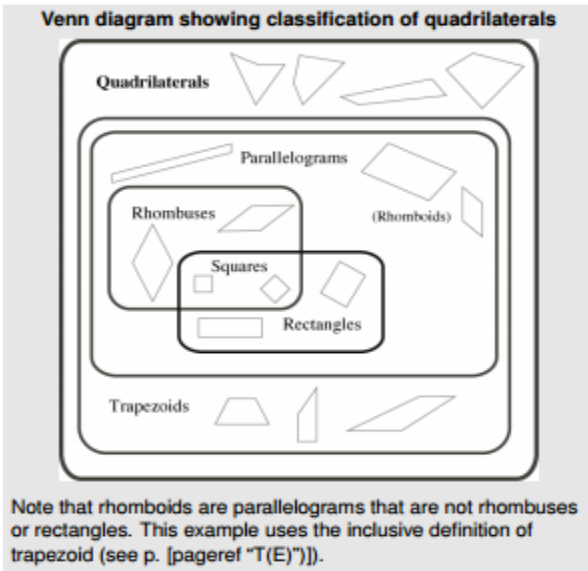 Venn diagram showing classification of quadrilaterals
Quadrilaterals
Parallelograms
Rhombuses
(Rhomboids)
Squares
Rectangles
Trapezoids
Note that rhomboids are parallelograms that are not rhombuses
or rectangles. This example uses the inclusive definition of
trapezoid (see p. [pageref “T(E)”)]).